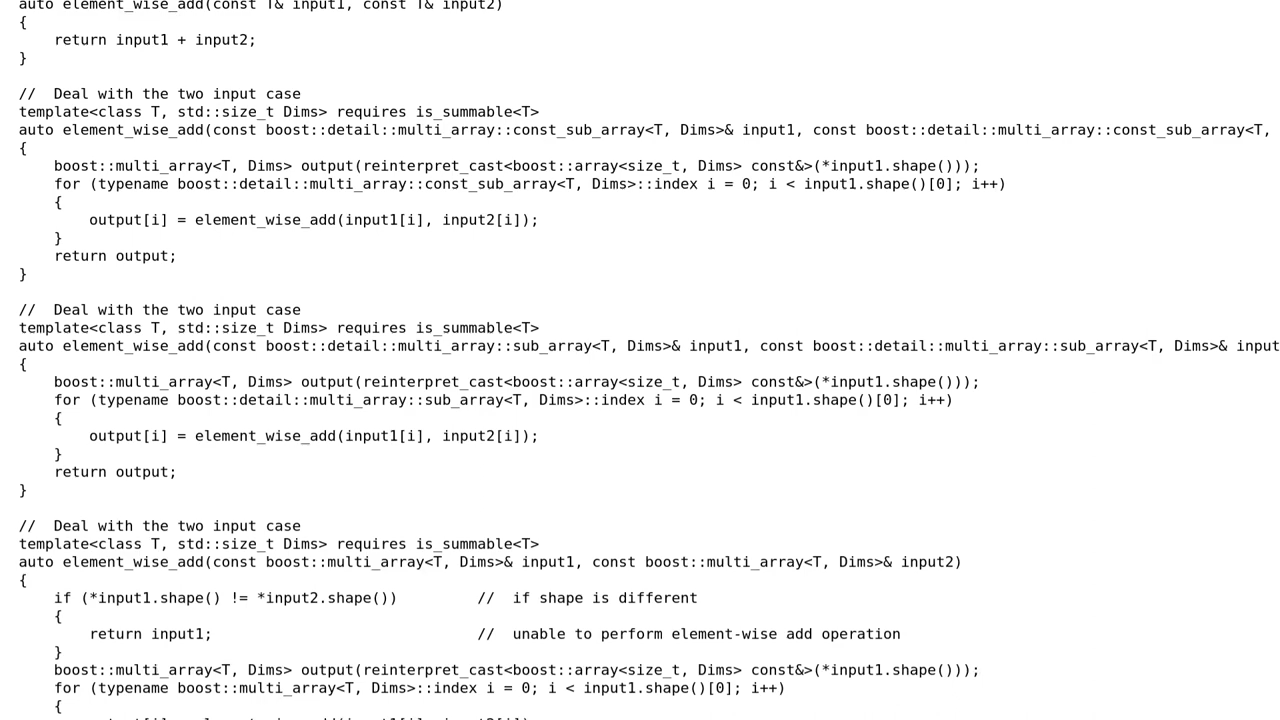 auto element_wise_add(const T& input1, const T& input2)
{
    return input1 + input2;
}

//  Deal with the two input case
template<class T, std::size_t Dims> requires is_summable<T>
auto element_wise_add(const boost::detail::multi_array::const_sub_array<T, Dims>& input1, const boost::detail::multi_array::const_sub_array<T,
{
    boost::multi_array<T, Dims> output(reinterpret_cast<boost::array<size_t, Dims> const&>(*input1.shape()));
    for (typename boost::detail::multi_array::const_sub_array<T, Dims>::index i = 0; i < input1.shape()[0]; i++)
    {
        output[i] = element_wise_add(input1[i], input2[i]);
    }
    return output;
}

//  Deal with the two input case
template<class T, std::size_t Dims> requires is_summable<T>
auto element_wise_add(const boost::detail::multi_array::sub_array<T, Dims>& input1, const boost::detail::multi_array::sub_array<T, Dims>& input
{
    boost::multi_array<T, Dims> output(reinterpret_cast<boost::array<size_t, Dims> const&>(*input1.shape()));
    for (typename boost::detail::multi_array::sub_array<T, Dims>::index i = 0; i < input1.shape()[0]; i++)
    {
        output[i] = element_wise_add(input1[i], input2[i]);
    }
    return output;
}

//  Deal with the two input case
template<class T, std::size_t Dims> requires is_summable<T>
auto element_wise_add(const boost::multi_array<T, Dims>& input1, const boost::multi_array<T, Dims>& input2)
{
    if (*input1.shape() != *input2.shape())         //  if shape is different
    {
        return input1;                              //  unable to perform element-wise add operation
    }
    boost::multi_array<T, Dims> output(reinterpret_cast<boost::array<size_t, Dims> const&>(*input1.shape()));
    for (typename boost::multi_array<T, Dims>::index i = 0; i < input1.shape()[0]; i++)
    {